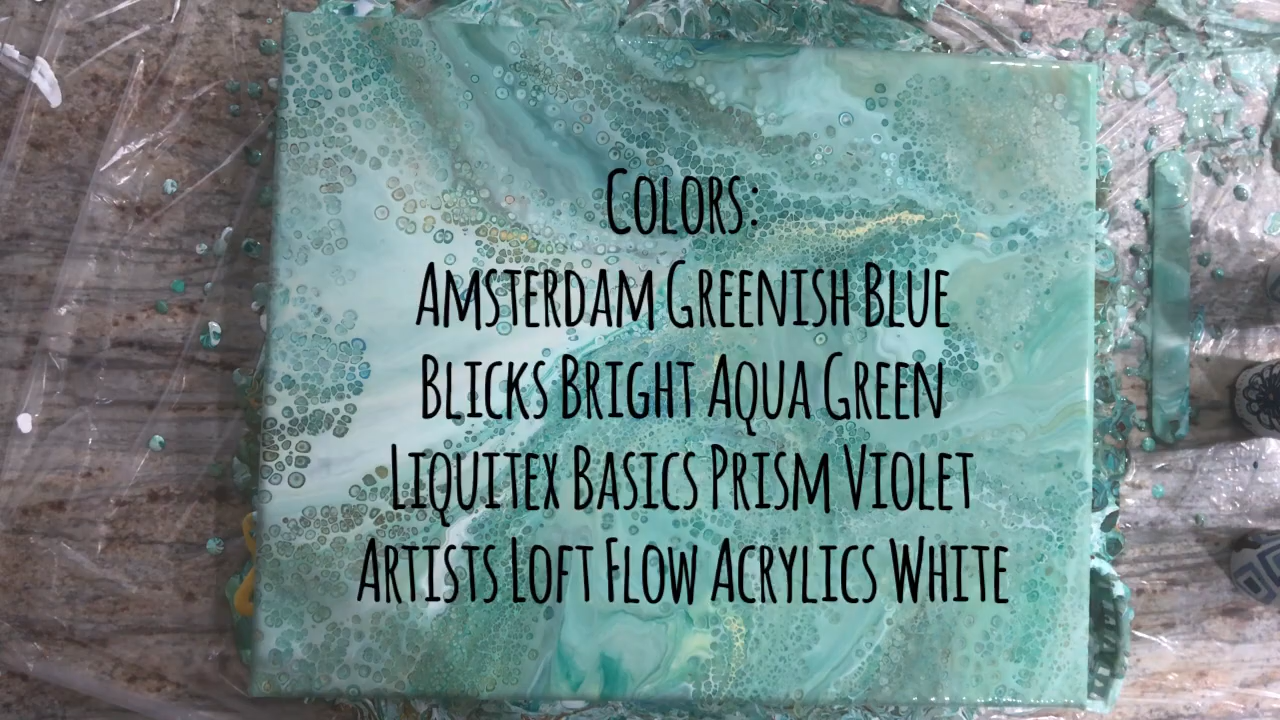 Colors:
Amsterdam Greenish Blue
Blicks Bright Aqua Green
Liquitex Basics Prism Violet
Artists Loft Flow Acrylics White